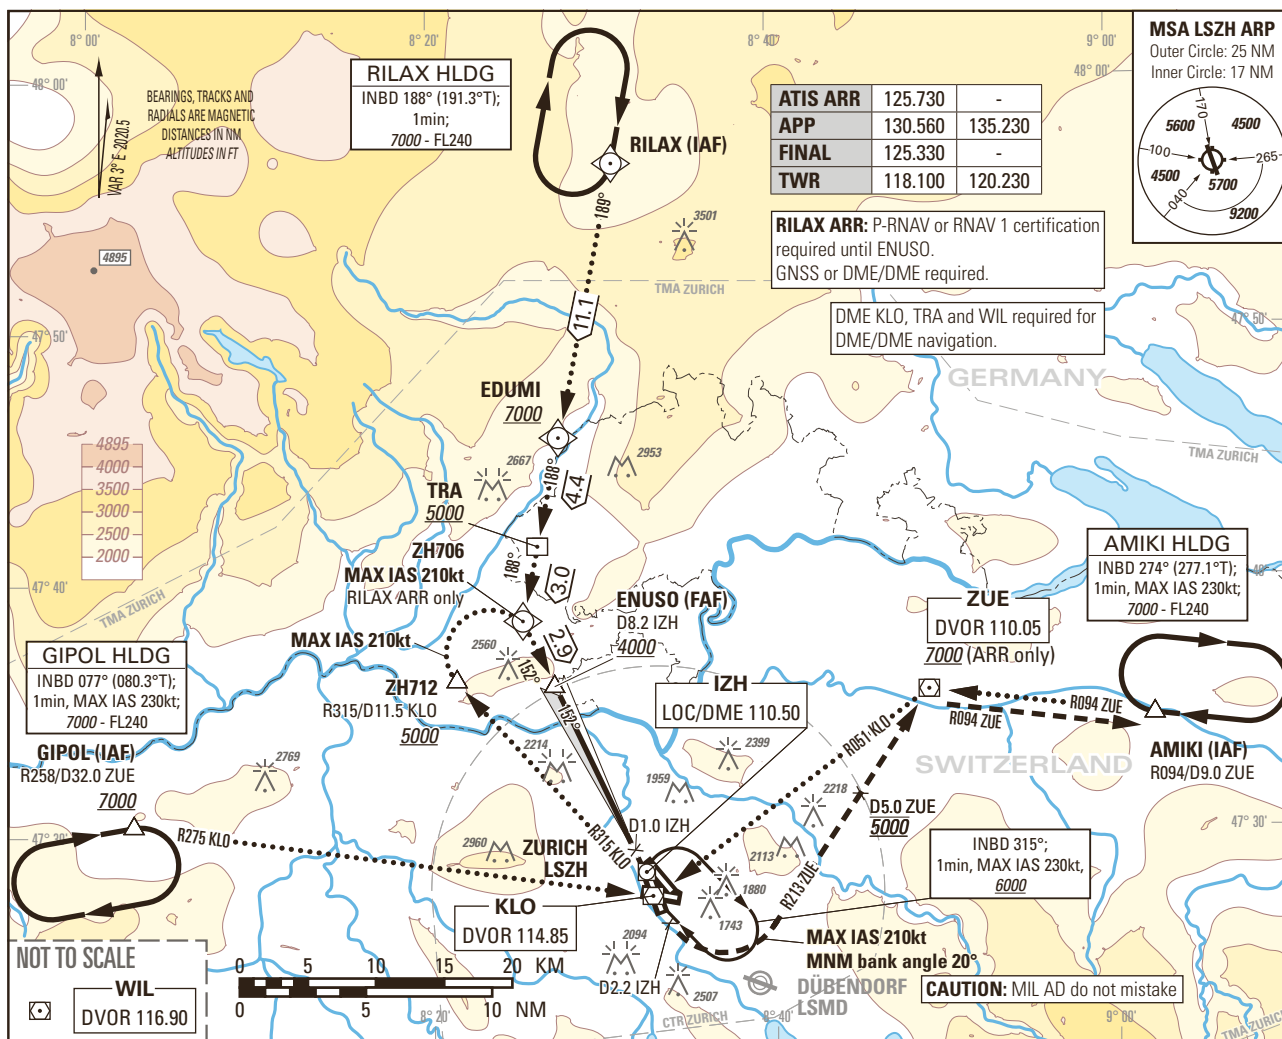 8° 00'
8° 20'
8° 40'
9° 00'
48° 00'
48° 00'
MSA LSZH ARP
Outer Circle: 25 NM
Inner Circle: 17 NM
170
5600
4500
100
265
4500
5700
040
9200
VAR 3° E 2020.5
BEARINGS, TRACKS AND
RADIALS ARE MAGNETIC
DISTANCES IN NM
ALTITUDES IN FT
RILAX HLDG
INBD 188° (191.3°T);
1min;
7000 - FL240
RILAX (IAF)
ATIS ARR 125.730 -
APP 130.560 135.230
FINAL 125.330 -
TWR 118.100 120.230
RILAX ARR: P-RNAV or RNAV 1 certification
required until ENUSO.
GNSS or DME/DME required.
DME KLO, TRA and WIL required for
DME/DME navigation.
189°
3501
4895
TMA ZURICH
11.1
47° 50'
47° 50'
GERMANY
EDUMI
7000
TMA ZURICH
4895
4000
3500
3000
2500
2000
2667
2953
188°
4.4
TRA
5000
ZH706
MAX IAS 210kt
RILAX ARR only
188°
3.0
47° 40'
40'
TMA ZURICH
AMIKI HLDG
INBD 274° (277.1°T);
1min, MAX IAS 230kt;
7000 - FL240
ENUSO (FAF)
D8.2 IZH
4000
ZUE
DVOR 110.05
7000 (ARR only)
MAX IAS 210kt
2560
2.9
152°
152°
GIPOL HLDG
INBD 077° (080.3°T);
1min, MAX IAS 230kt;
7000 - FL240
ZH712
R315/D11.5 KLO
5000
IZH
LOC/DME 110.50
R094 ZUE
R094 ZUE
AMIKI (IAF)
R094/D9.0 ZUE
GIPOL (IAF)
R258/D32.0 ZUE
7000
2769
2214
2399
1959
R051 KLO
SWITZERLAND
2218
D5.0 ZUE
5000
47° 30'
47° 30'
R275 KLO
R315 KLO
D1.0 IZH
2960
ZURICH
LSZH
2113
1880
1743
R213 ZUE
INBD 315°;
1min, MAX IAS 230kt,
6000
KLO
DVOR 114.85
MAX IAS 210kt
MNM bank angle 20°
2094
D2.2 IZH
2507
DÜBENDORF
LSMD
CAUTION: MIL AD do not mistake
NOT TO SCALE
WIL
DVOR 116.90
0 5 10 15 20 KM
0 5 10 NM
8° 20'
CTR ZURICH
8° 40'
9° 00'
TMA ZURICH